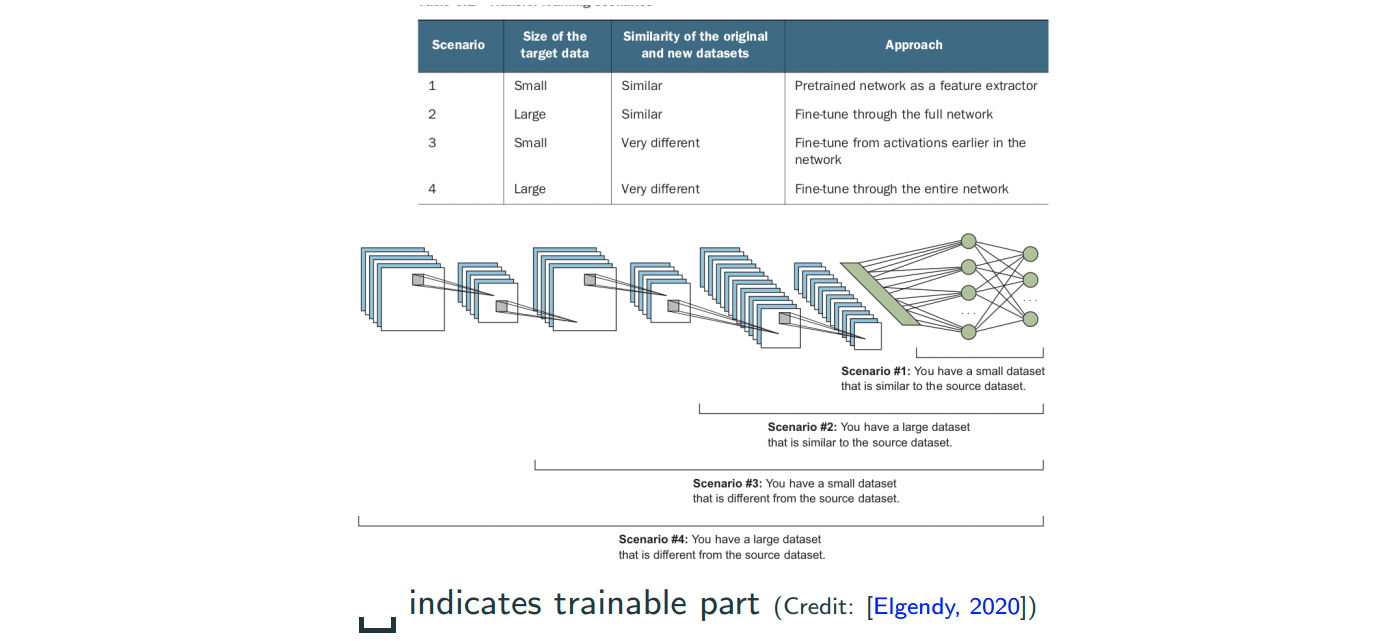 Scenario
Size of the
target data
Similarity of the original
and new datasets
Approach
1 Small Similar Pretrained network as a feature extractor
2 Large Similar Fine-tune through the full network
3 Small Very different Fine-tune from activations earlier in the
network
4 Large Very different Fine-tune through the entire network
...
...
Scenario #1: You have a small dataset
that is similar to the source dataset.
Scenario #2: You have a large dataset
that is similar to the source dataset.
Scenario #3: You have a small dataset
that is different from the source dataset.
Scenario #4: You have a large dataset
that is different from the source dataset.
indicates trainable part (Credit: [Elgendy, 2020])